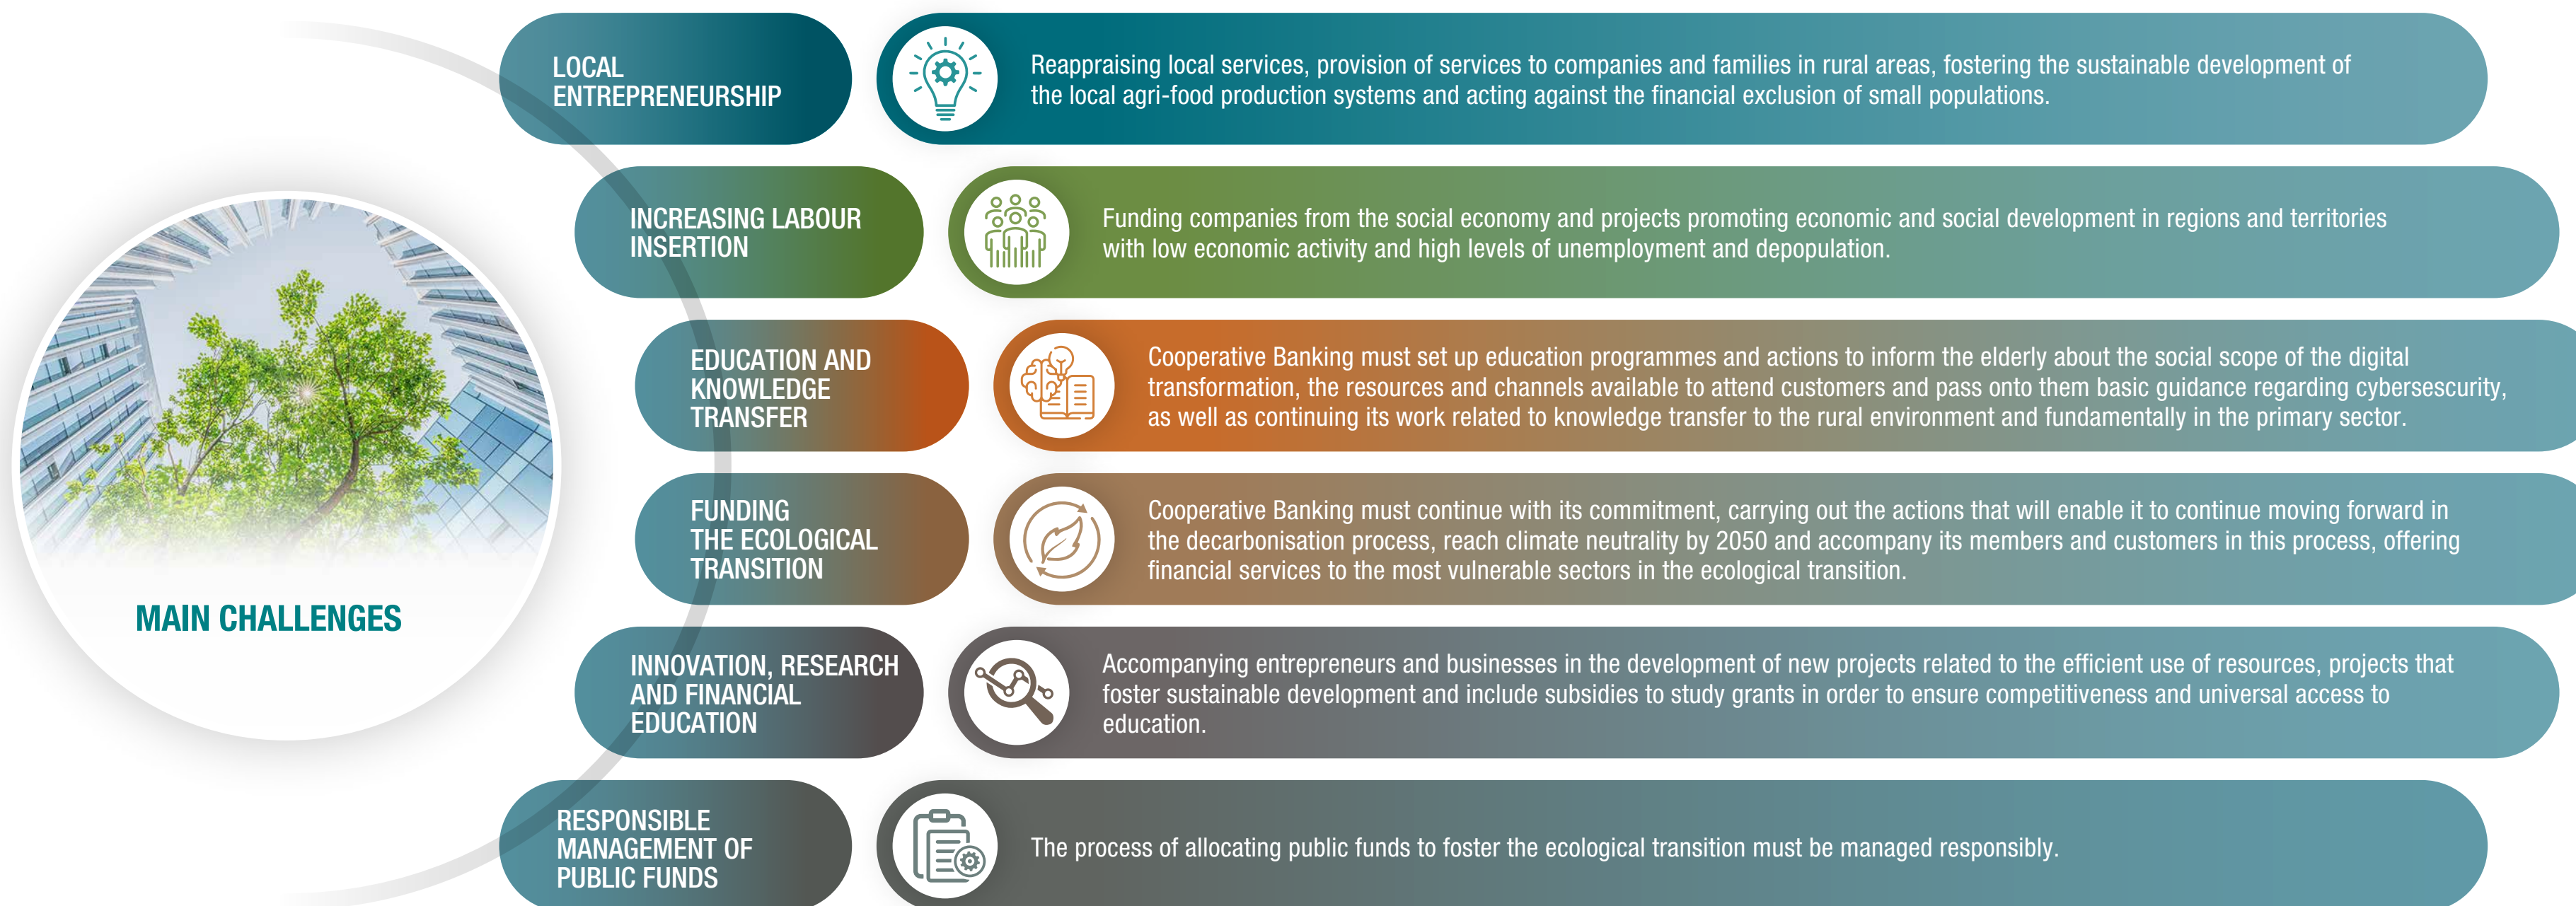 MAIN CHALLENGES
LOCAL
ENTREPRENEURSHIP
Reappraising local services, provision of services to companies and families in rural areas, fostering the sustainable development of
the local agri-food production systems and acting against the financial exclusion of small populations.
INCREASING LABOUR
INSERTION
Funding companies from the social economy and projects promoting economic and social development in regions and territories
with low economic activity and high levels of unemployment and depopulation.
EDUCATION AND
KNOWLEDGE
TRANSFER
Cooperative Banking must set up education programmes and actions to inform the elderly about the social scope of the digital
transformation, the resources and channels available to attend customers and pass onto them basic guidance regarding cybersescurity,
as well as continuing its work related to knowledge transfer to the rural environment and fundamentally in the primary sector.
FUNDING
THE ECOLOGICAL
TRANSITION
Cooperative Banking must continue with its commitment, carrying out the actions that will enable it to continue moving forward in
the decarbonisation process, reach climate neutrality by 2050 and accompany its members and customers in this process, offering
financial services to the most vulnerable sectors in the ecological transition.
INNOVATION, RESEARCH
AND FINANCIAL
EDUCATION
Accompanying entrepreneurs and businesses in the development of new projects related to the efficient use of resources, projects that
foster sustainable development and include subsidies to study grants in order to ensure competitiveness and universal access to
education.
RESPONSIBLE
MANAGEMENT OF
PUBLIC FUNDS
The process of allocating public funds to foster the ecological transition must be managed responsibly.